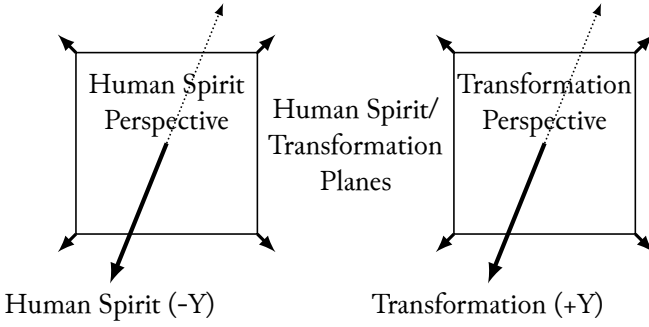 Human Spirit
Perspective
Human Spirit/
Transformation
Planes
Transformation
Perspective
Human Spirit (-Y)
Transformation (+Y)